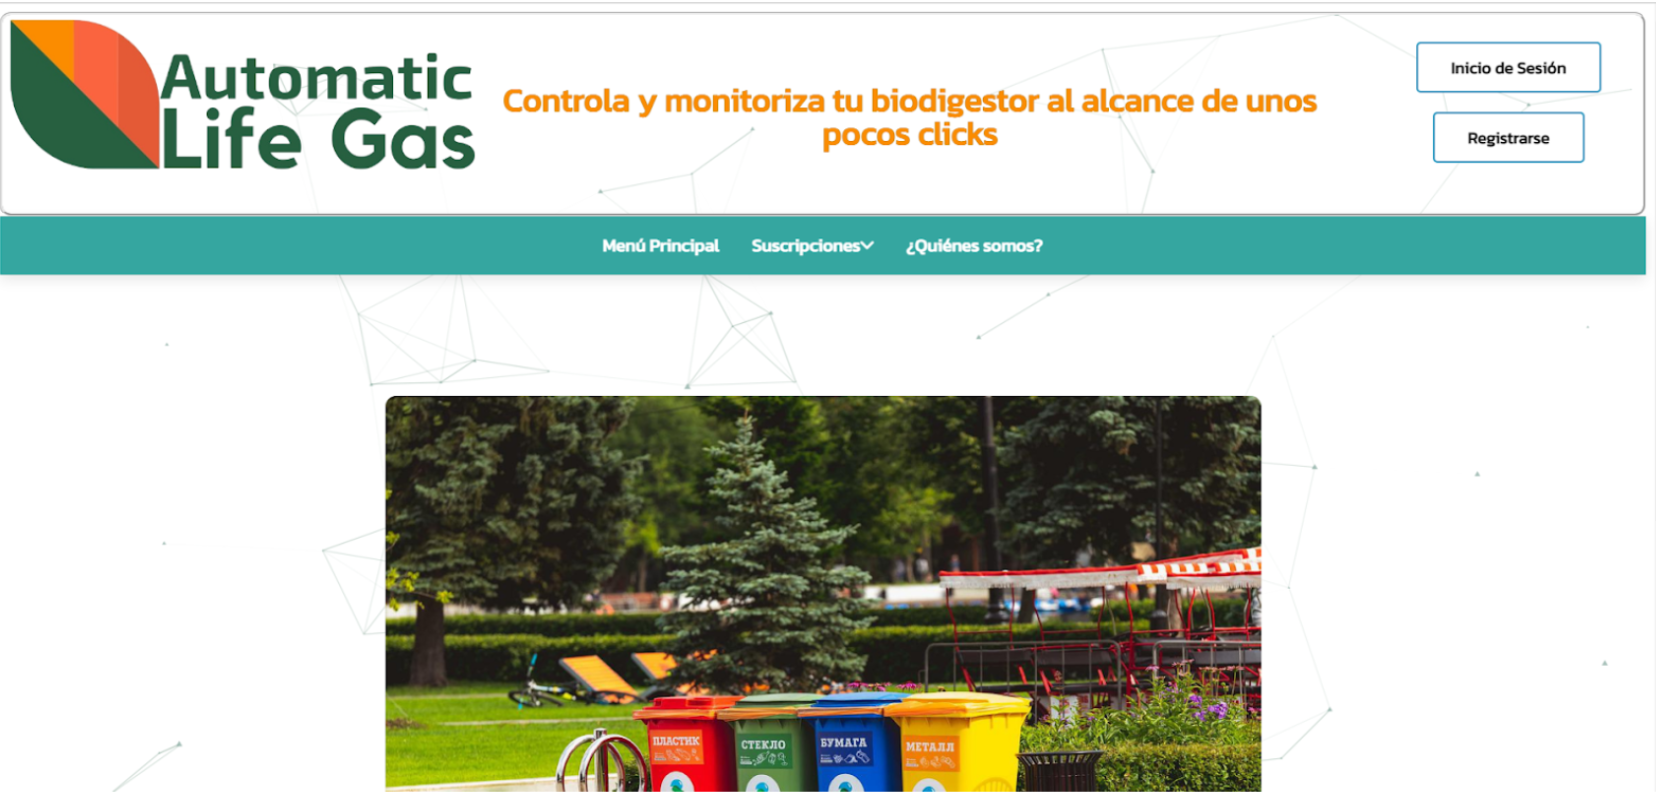 Automatic
Life Gas
Controla y monitoriza tu biodigestor al alcance de unos
pocos clicks
Inicio de Sesión
Registrarse
Menú Principal Suscripciones ¿Quiénes somos?
ПЛАСТИК
СТЕКЛО
БУМАГА
МЕТАЛЛ